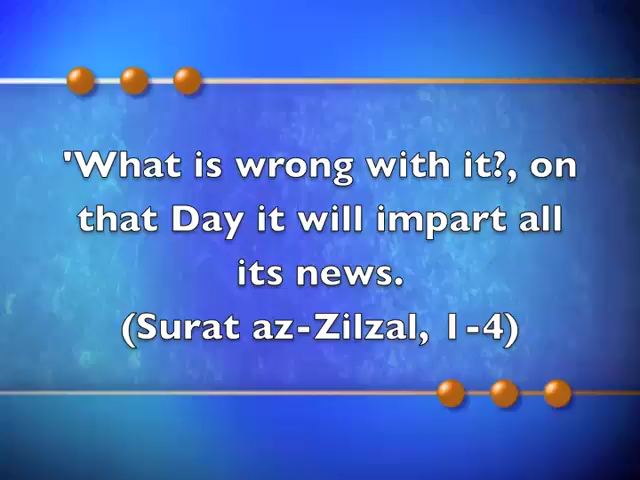 'What is wrong with it?, on
that Day it will impart all
its news.
(Surat az-Zilzal, 1-4)